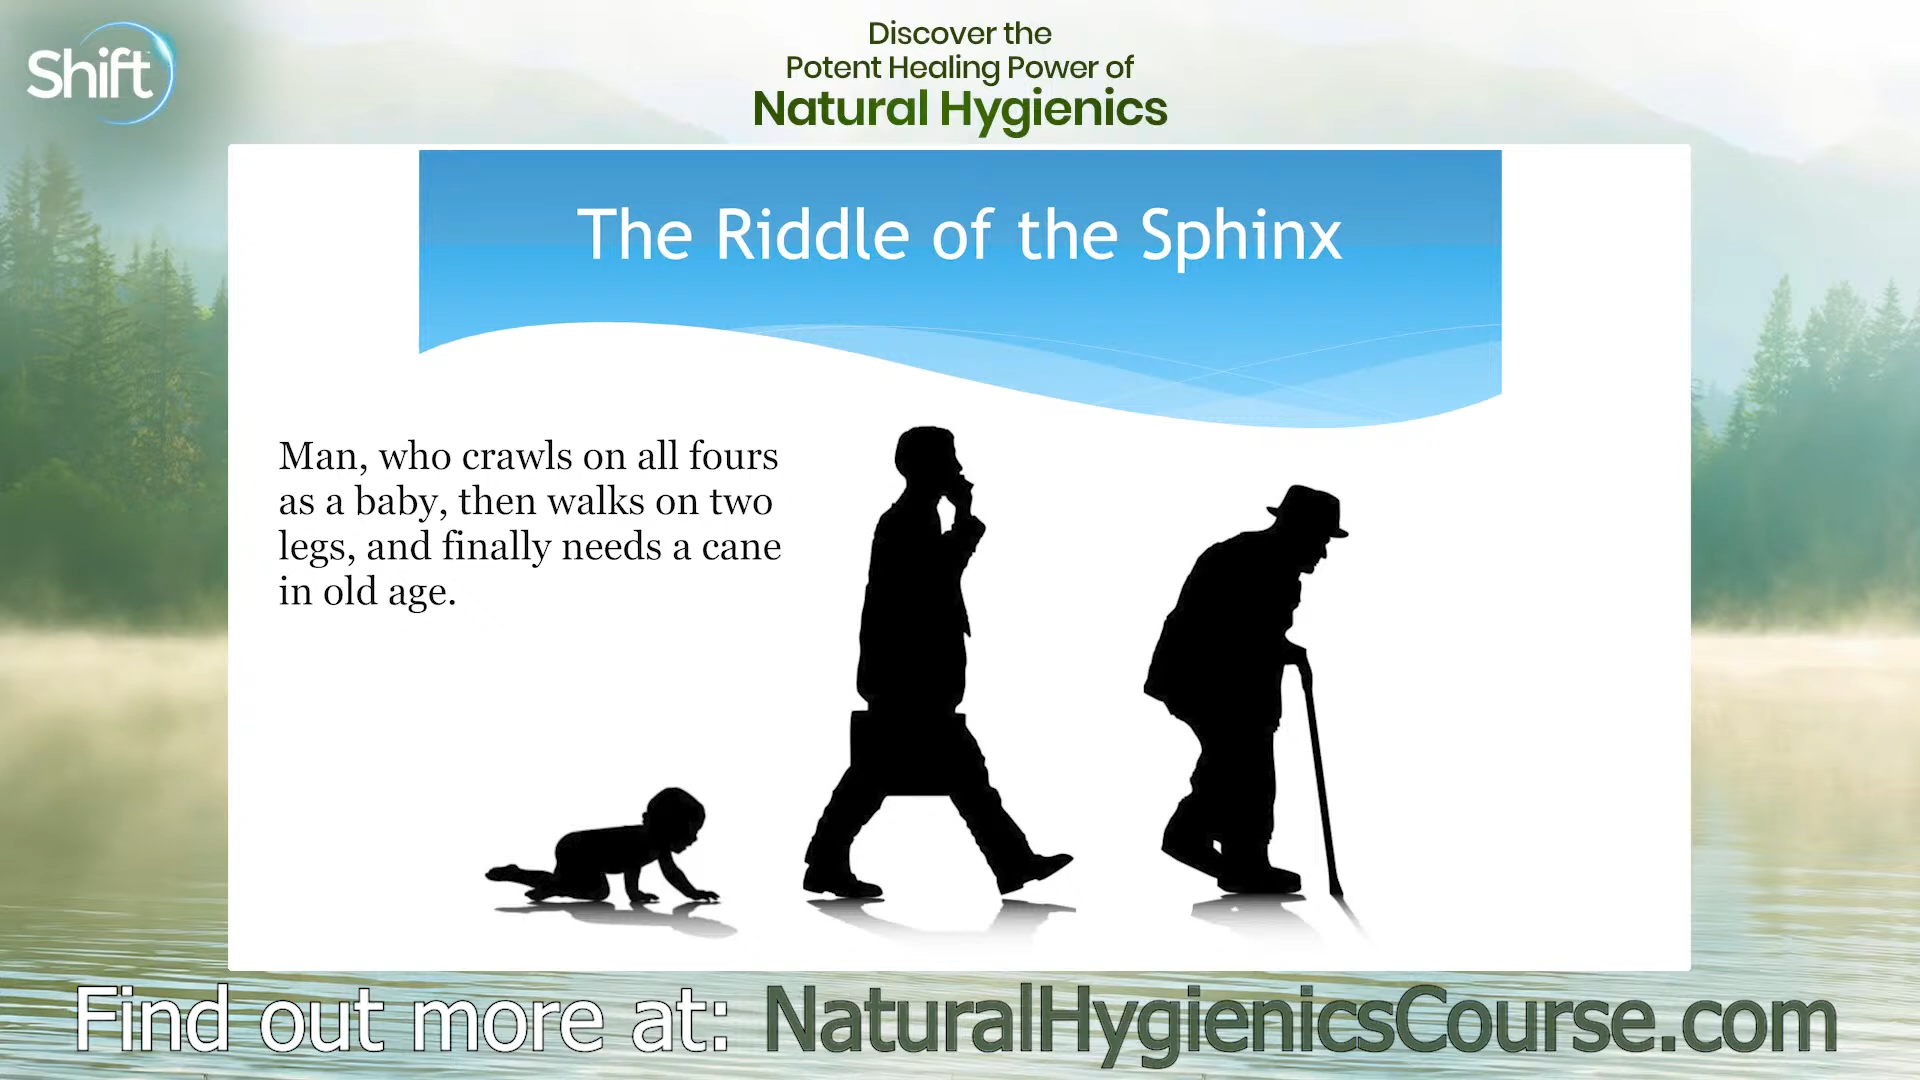 Shift
Discover the
Potent Healing Power of
Natural Hygienics
The Riddle of the Sphinx
Man, who crawls on all fours
as a baby, then walks on two
legs, and finally needs a cane
in old age.
Find out more at: NaturalHygienicsCourse.com